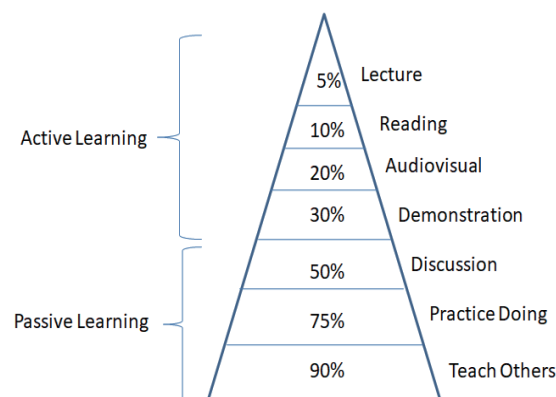 5% Lecture
10% Reading
20% Audiovisual
30% Demonstration
Active Learning
50% Discussion
75% Practice Doing
90% Teach Others
Passive Learning